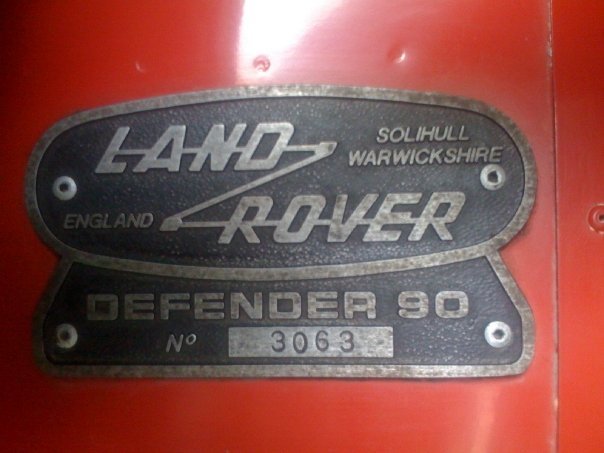 LAND ROVER
SOLIHULL
WARWICKSHIRE
ENGLAND
DEFENDER 90
Nº 3063